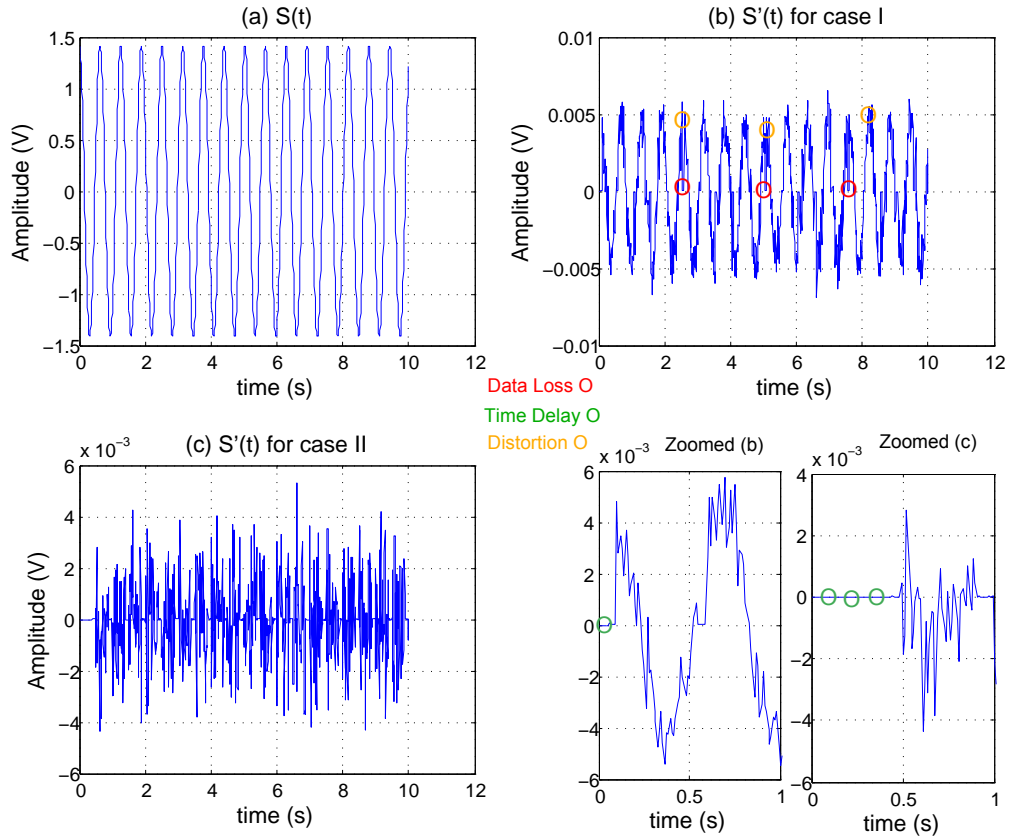 (a) S(t)
1.5
1
0.5
0
−0.5
−1
−1.5
Amplitude (V)
0 2 4 6 8 10 12
time (s)
(b) S'(t) for case I
0.01
0.005
0
−0.005
−0.01
Amplitude (V)
0 2 4 6 8 10 12
time (s)
Data Loss O
Time Delay O
Distortion O
(c) S'(t) for case II
x 10⁻³
6
4
2
0
−2
−4
−6
Amplitude (V)
0 2 4 6 8 10 12
time (s)
Zoomed (b)
x 10⁻³
6
4
2
0
−2
−4
−6
0 0.5 1
time (s)
Zoomed (c)
x 10⁻³
4
2
0
−2
−4
−6
0 0.5 1
time (s)